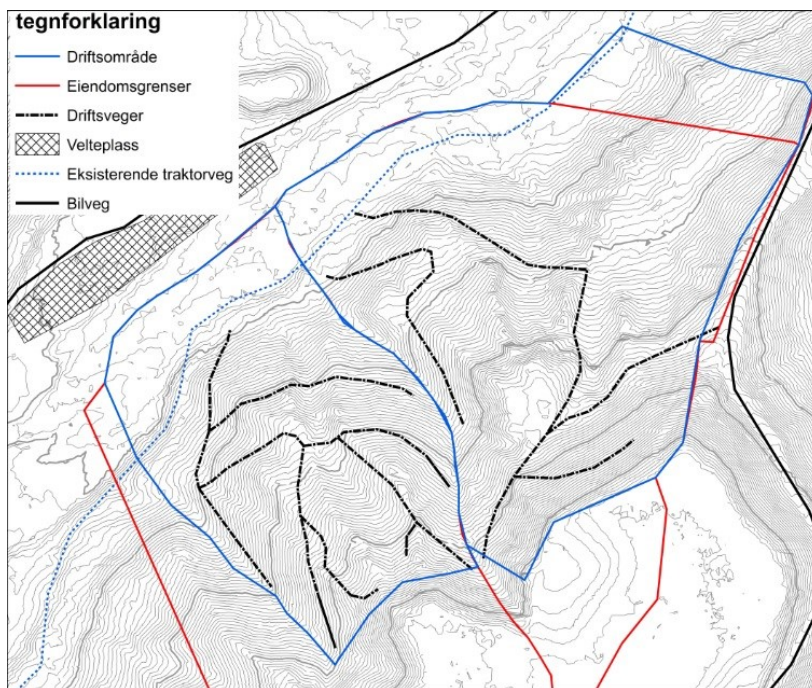 tegnforklaring
Driftsområde
Eiendomsgrenser
Driftsveger
Velteplass
Eksisterende traktorveg
Bilveg